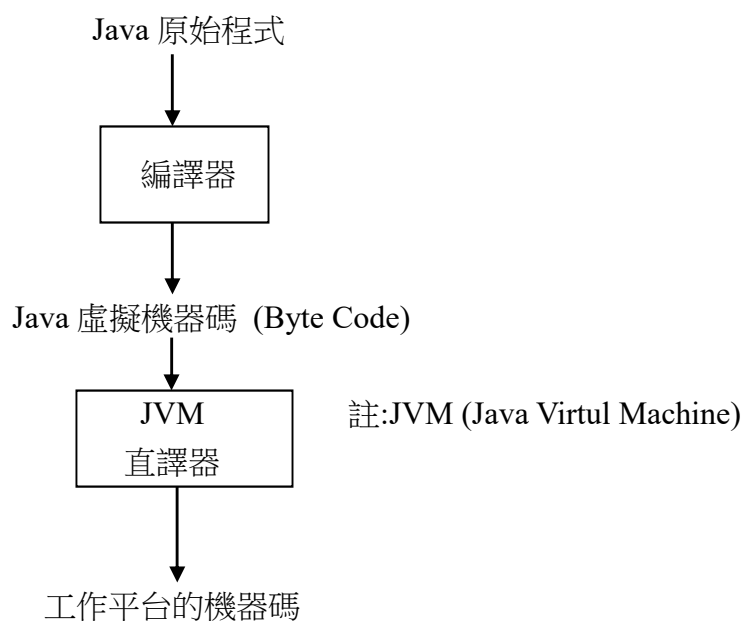 Java 原始程式
編譯器
Java 虛擬機器碼 (Byte Code)
JVM 註:JVM (Java Virtul Machine)
直譯器
工作平台的機器碼